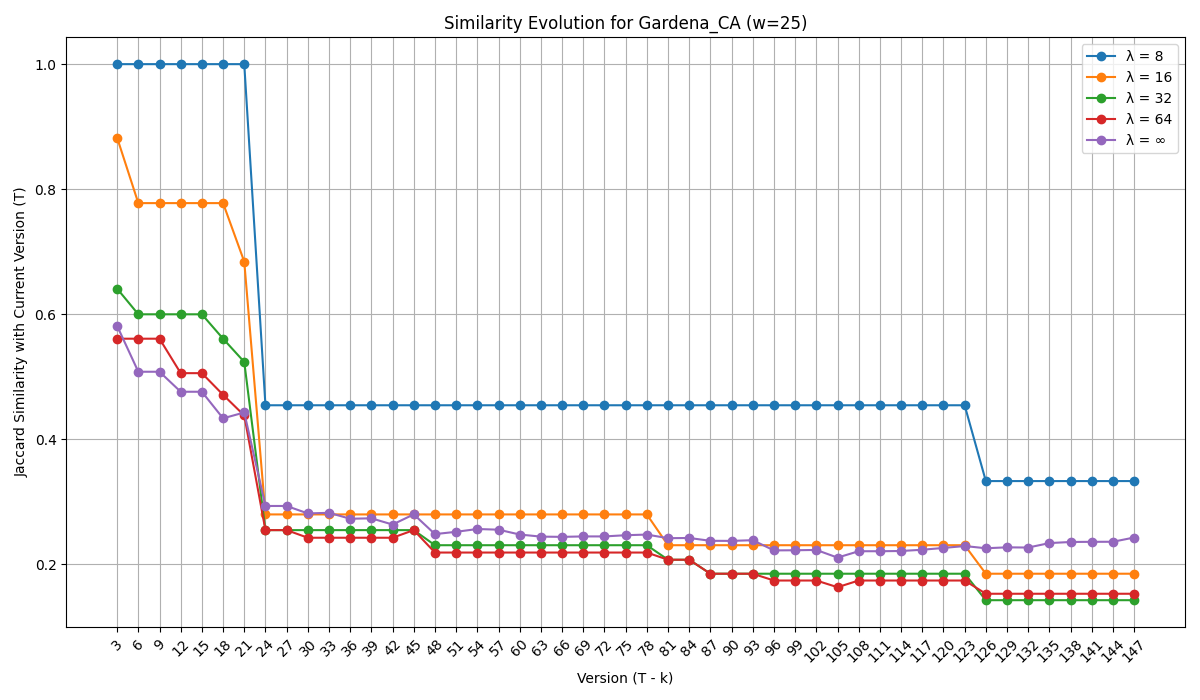 Similarity Evolution for Gardena_CA (w=25)
Jaccard Similarity with Current Version (T)
1.0
0.8
0.6
0.4
0.2
λ = 8
λ = 16
λ = 32
λ = 64
λ = ∞
3 6 9 12 15 18 21 24 27 30 33 36 39 42 45 48 51 54 57 60 63 66 69 72 75 78 81 84 87 90 93 96 99 102 105 108 111 114 117 120 123 126 129 132 135 138 141 144 147
Version (T - k)